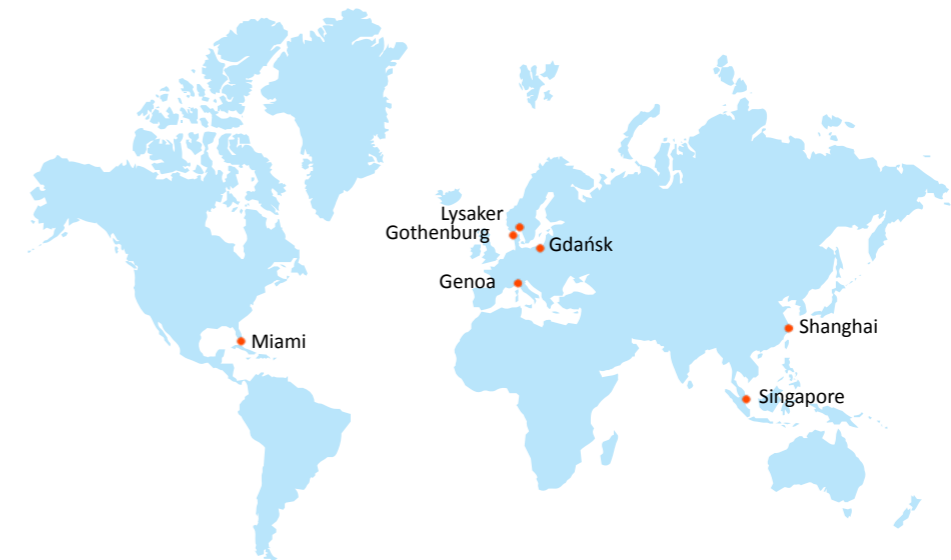 Lysaker
Gothenburg
Gdańsk
Genoa
Shanghai
Miami
Singapore